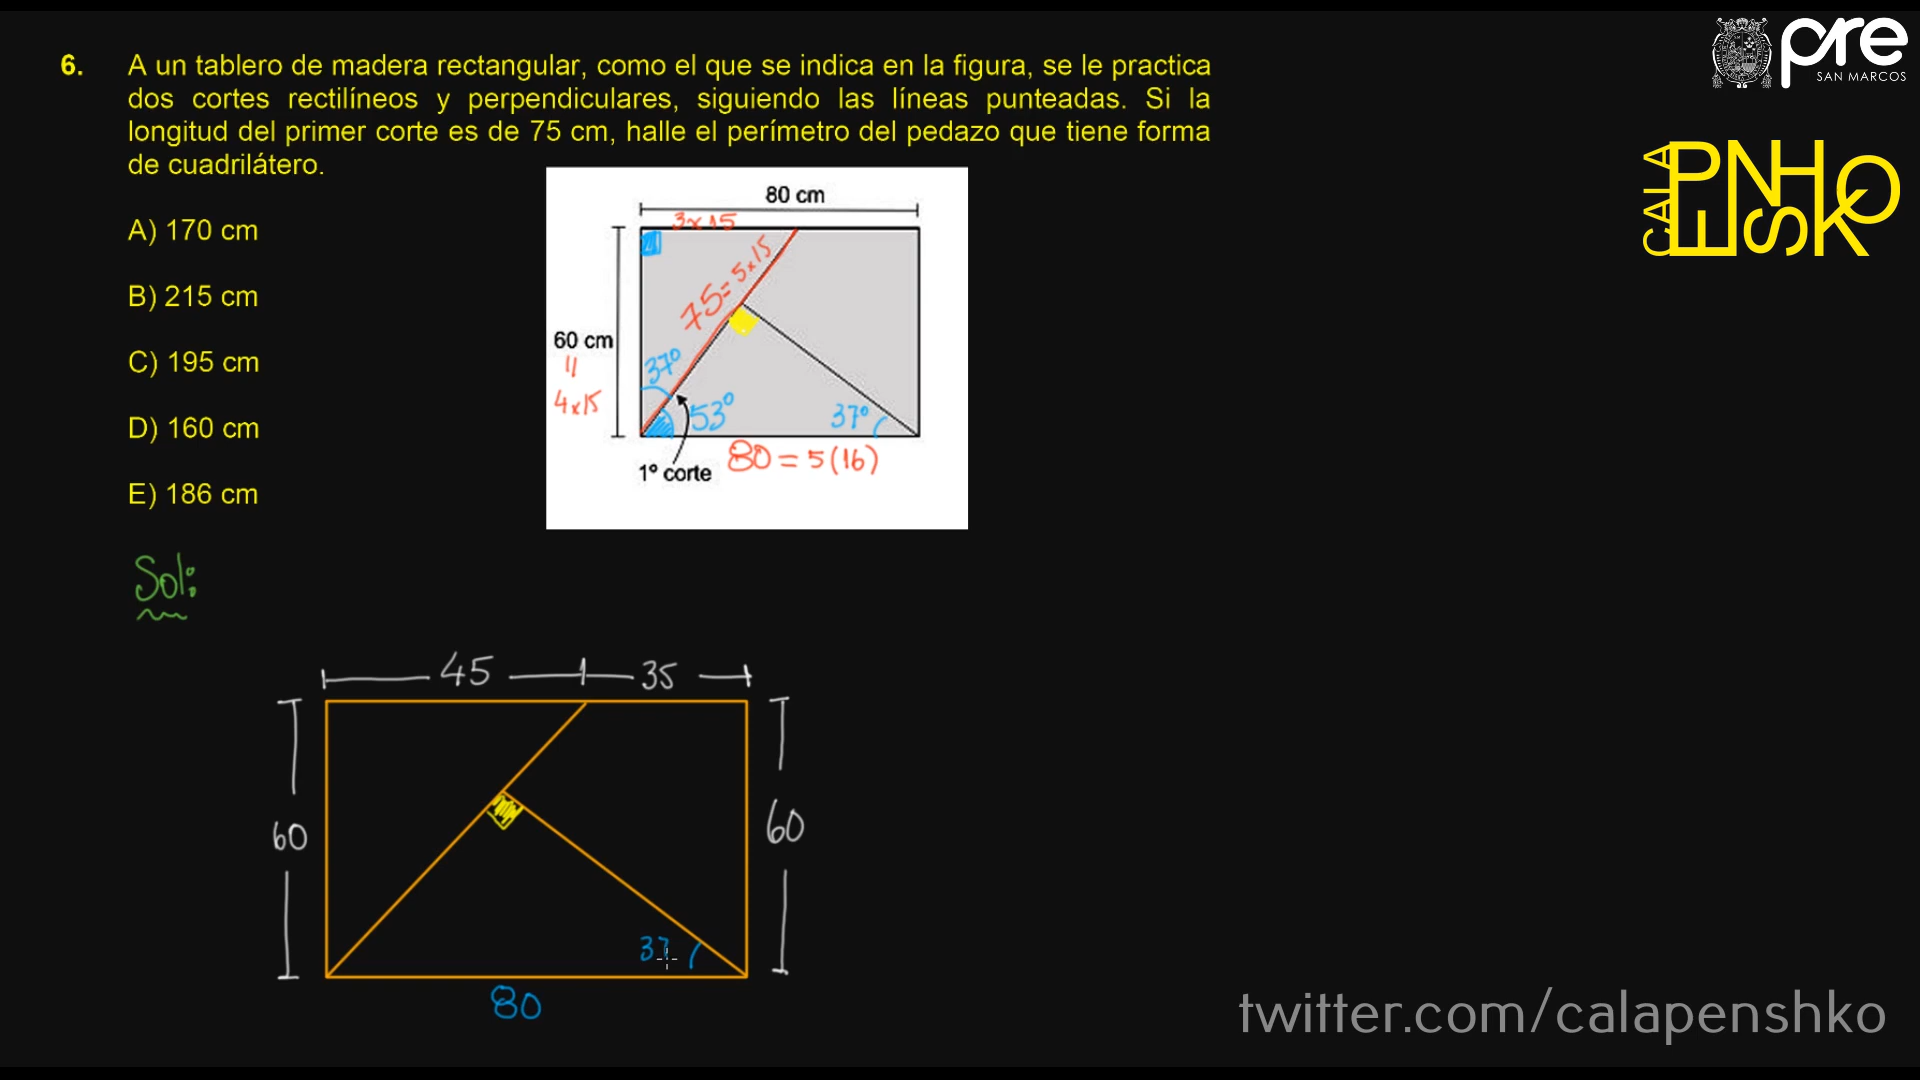 6. A un tablero de madera rectangular, como el que se indica en la figura, se le practica
dos cortes rectilíneos y perpendiculares, siguiendo las líneas punteadas. Si la
longitud del primer corte es de 75 cm, halle el perímetro del pedazo que tiene forma
de cuadrilátero.
A) 170 cm
B) 215 cm
C) 195 cm
D) 160 cm
E) 186 cm
80 cm
3x15
75=5x15
60 cm
=
4x15
37°
53°
37°
1º corte
80 = 5(16)
Sol:
45
35
60
60
37
80
pre
SAN MARCOS
CALA
PENSHKO
twitter.com/calapenshko